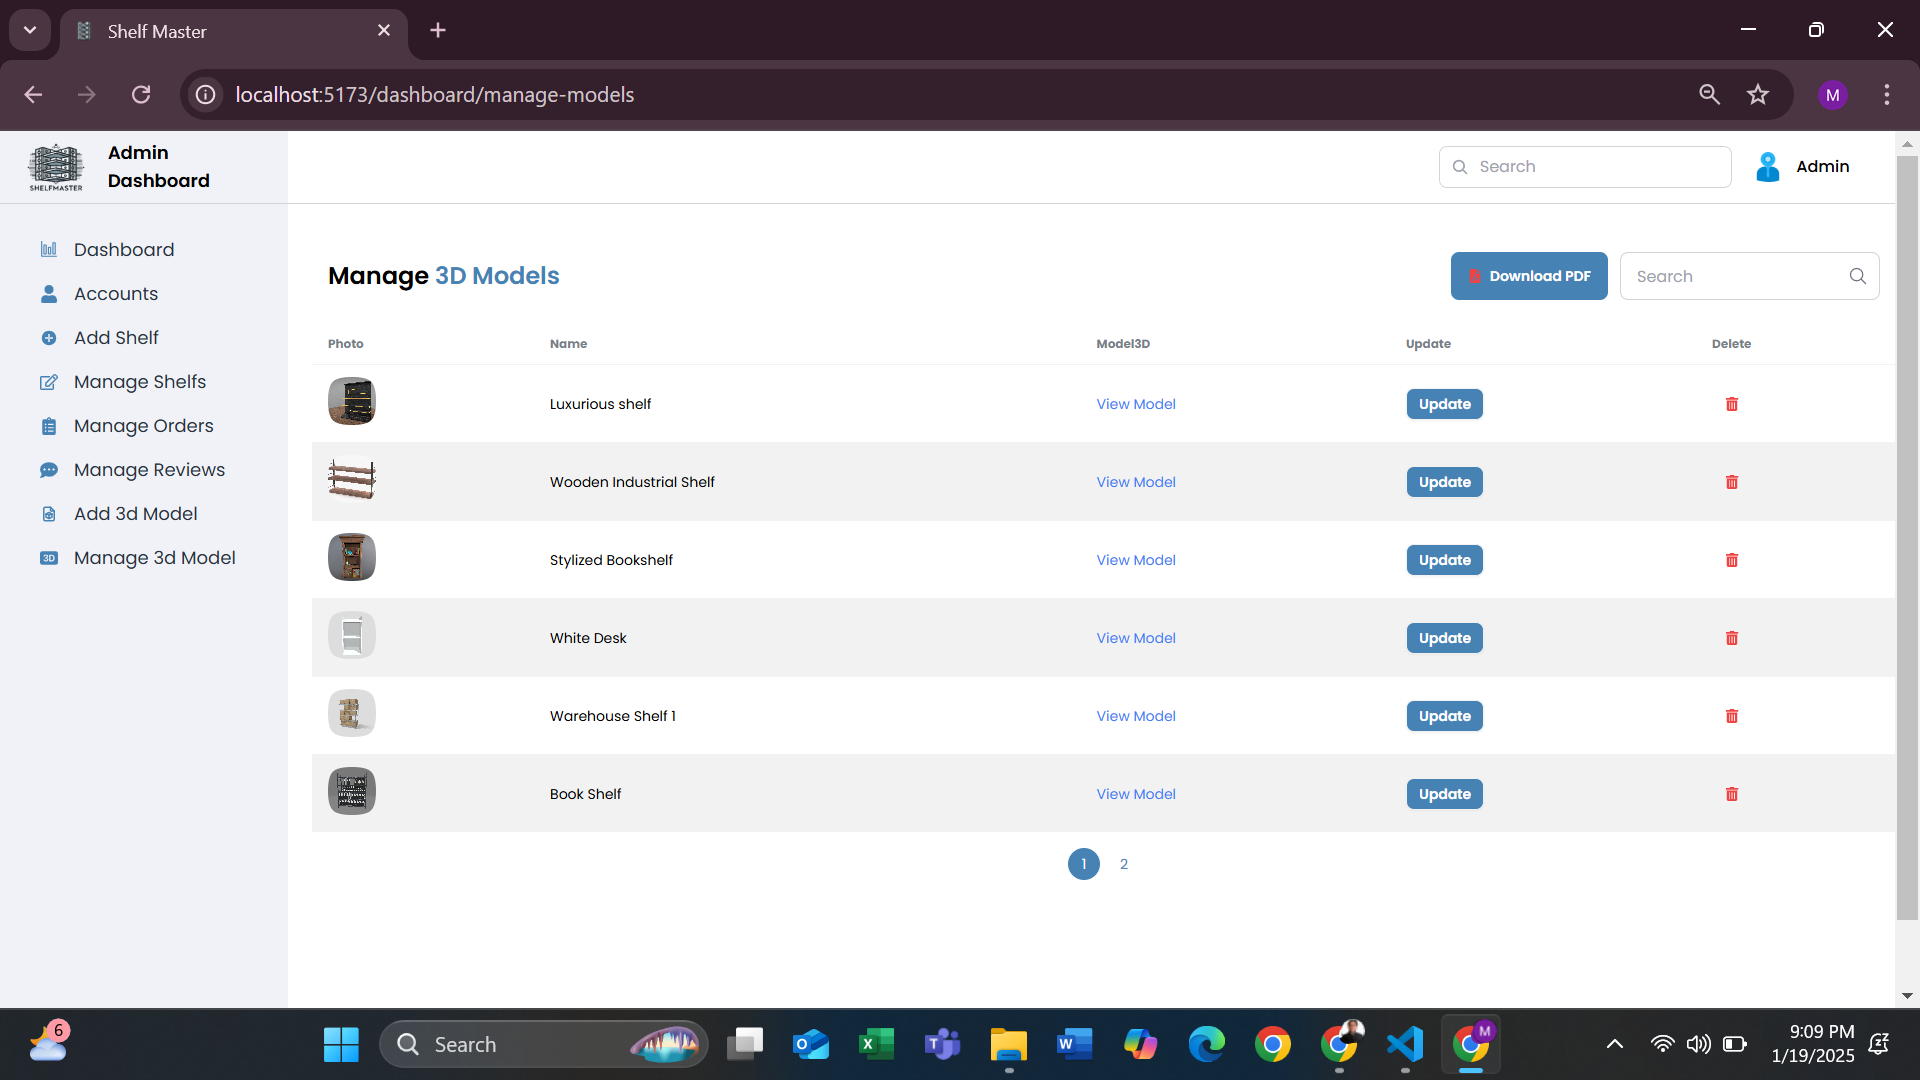 Shelf Master
localhost:5173/dashboard/manage-models
M
SHELFMASTER
Admin
Dashboard
Search
Admin
Dashboard
Accounts
Add Shelf
Manage Shelfs
Manage Orders
Manage Reviews
Add 3d Model
3D Manage 3d Model
Manage 3D Models
Download PDF
Search
Photo Name Model3D Update Delete
Luxurious shelf View Model Update
Wooden Industrial Shelf View Model Update
Stylized Bookshelf View Model Update
White Desk View Model Update
Warehouse Shelf 1 View Model Update
Book Shelf View Model Update
1 2
6
Search
9:09 PM
1/19/2025